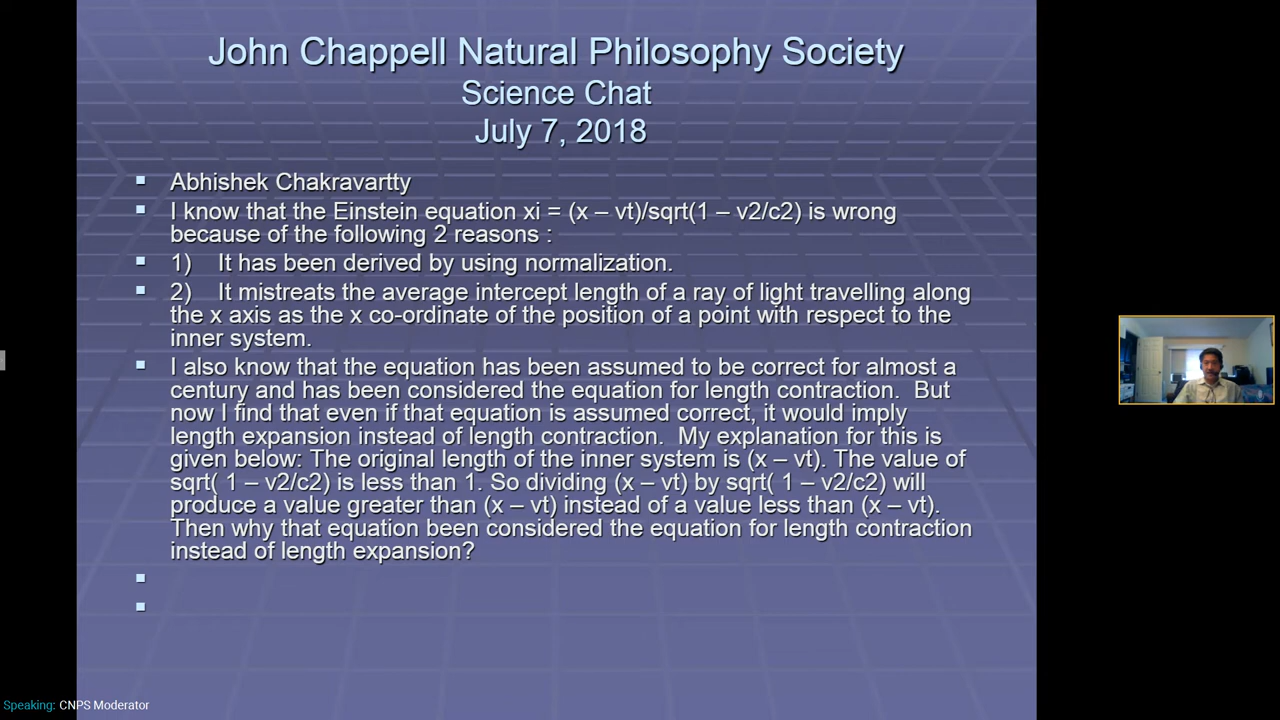 John Chappell Natural Philosophy Society
Science Chat
July 7, 2018
Abhishek Chakravartty
I know that the Einstein equation xi = (x – vt)/sqrt(1 – v2/c2) is wrong
because of the following 2 reasons :
1) It has been derived by using normalization.
2) It mistreats the average intercept length of a ray of light travelling along
the x axis as the x co-ordinate of the position of a point with respect to the
inner system.
I also know that the equation has been assumed to be correct for almost a
century and has been considered the equation for length contraction. But
now I find that even if that equation is assumed correct, it would imply
length expansion instead of length contraction. My explanation for this is
given below: The original length of the inner system is (x – vt). The value of
sqrt( 1 – v2/c2) is less than 1. So dividing (x – vt) by sqrt( 1 – v2/c2) will
produce a value greater than (x – vt) instead of a value less than (x – vt).
Then why that equation been considered the equation for length contraction
instead of length expansion?
Speaking: CNPS Moderator